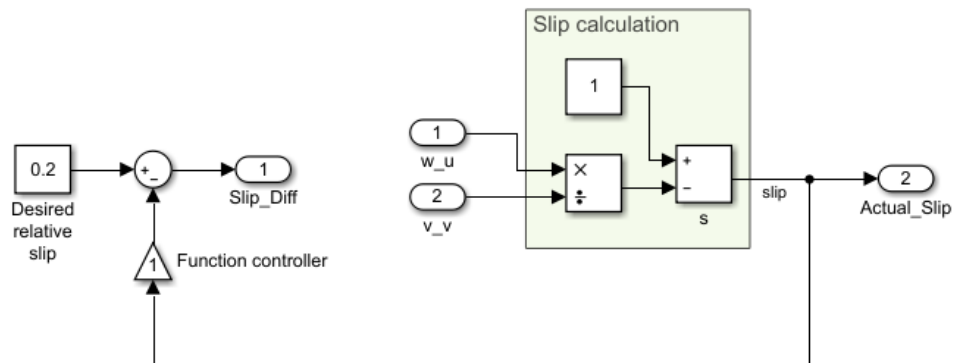 Slip calculation
1
1
w_u
2
v_v
×
÷
+
−
s
slip
2
Actual_Slip
0.2
Desired
relative
slip
+
−
1
Slip_Diff
1
Function controller